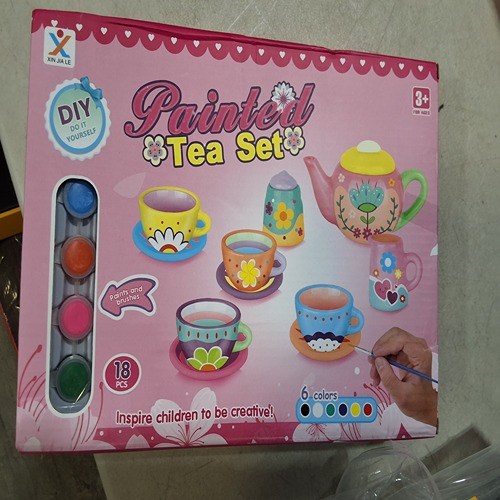 XIN JIA LE
DIY
DO IT
YOURSELF
Painted
Tea Set
3+
Paints and
brushes
18
PCS
6 colors
Inspire children to be creative!